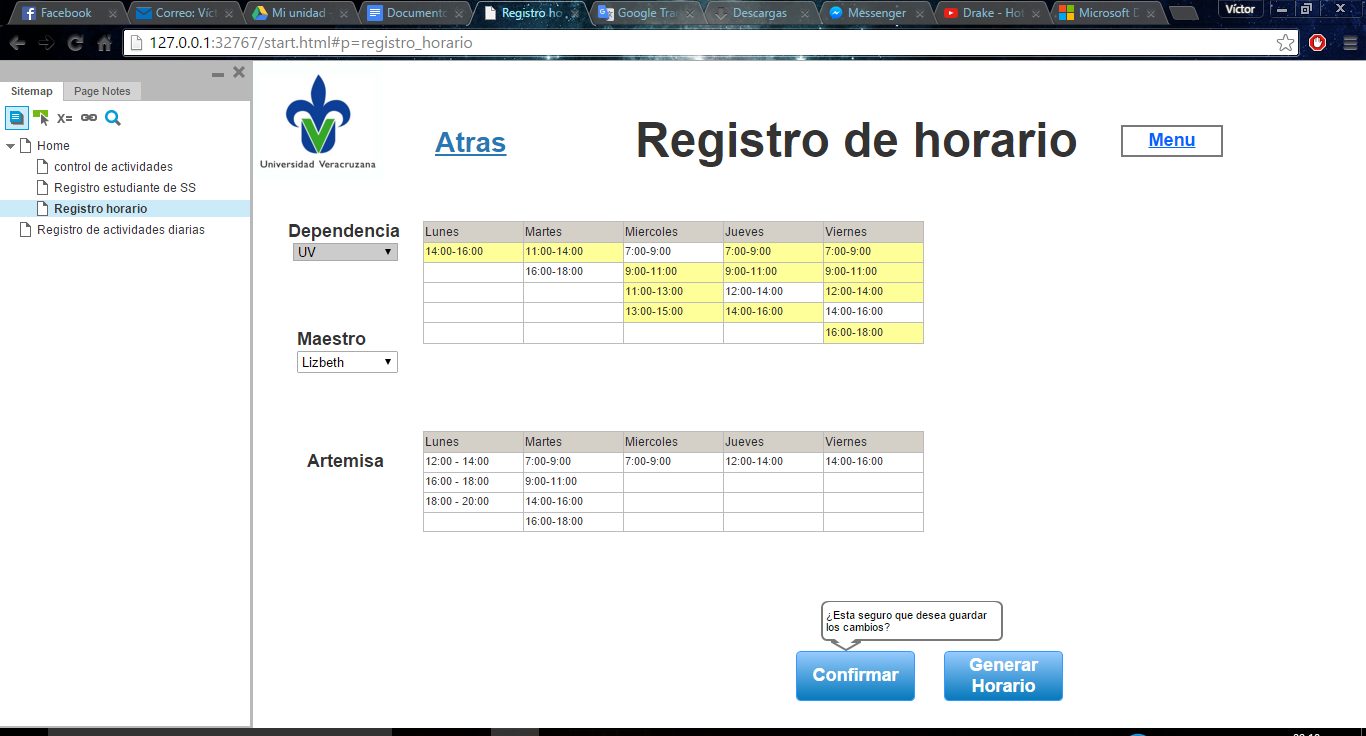 Facebook
Correo: Víct
Mi unidad -
Documento
Registro ho
Google Tra
Descargas
Messenger
Drake - Hot
Microsoft D
Víctor
127.0.0.1:32767/start.html#p=registro_horario
Sitemap
Page Notes
X=
Home
control de actividades
Registro estudiante de SS
Registro horario
Registro de actividades diarias
Universidad Veracruzana
Atras
Registro de horario
Menu
Dependencia
UV
Maestro
Lizbeth
Lunes Martes Miercoles Jueves Viernes
14:00-16:00 11:00-14:00 7:00-9:00 7:00-9:00 7:00-9:00
16:00-18:00 9:00-11:00 9:00-11:00 9:00-11:00
11:00-13:00 12:00-14:00 12:00-14:00
13:00-15:00 14:00-16:00 14:00-16:00
16:00-18:00
Artemisa
Lunes Martes Miercoles Jueves Viernes
12:00 - 14:00 7:00-9:00 7:00-9:00 12:00-14:00 14:00-16:00
16:00 - 18:00 9:00-11:00
18:00 - 20:00 14:00-16:00
16:00-18:00
¿Esta seguro que desea guardar
los cambios?
Confirmar
Generar
Horario